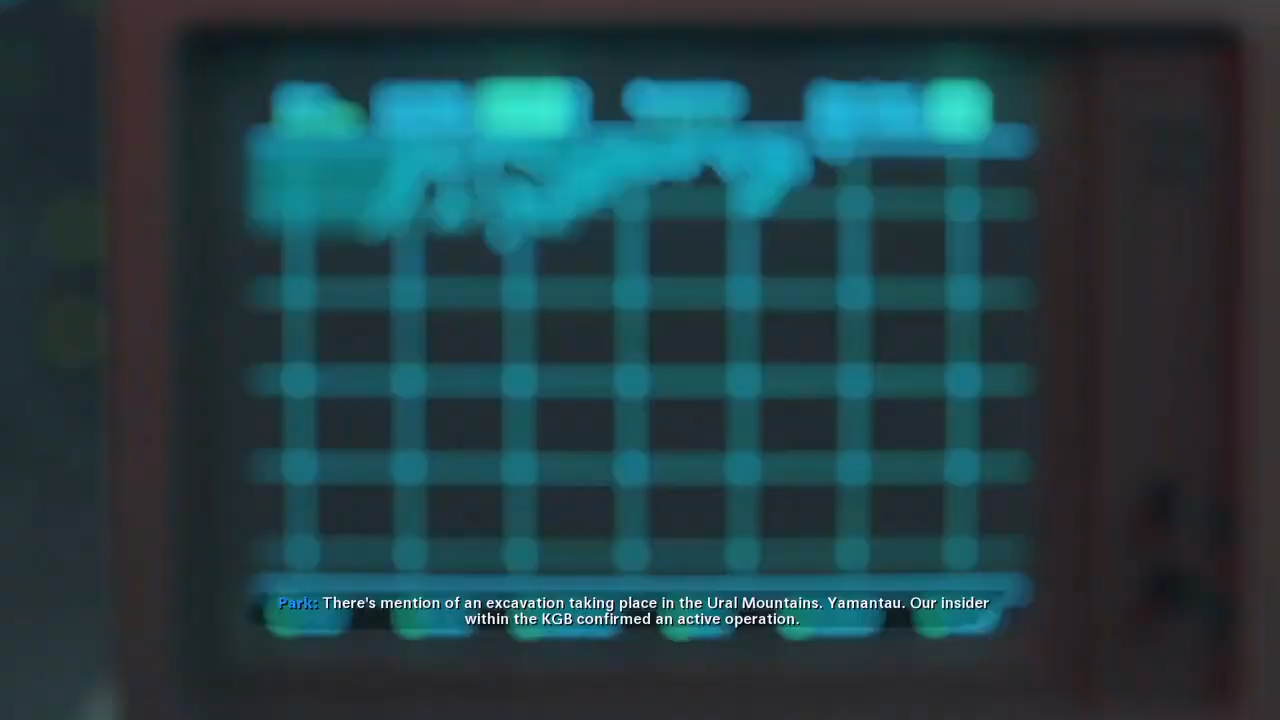 Park: There's mention of an excavation taking place in the Ural Mountains. Yamantau. Our insider
within the KGB confirmed an active operation.